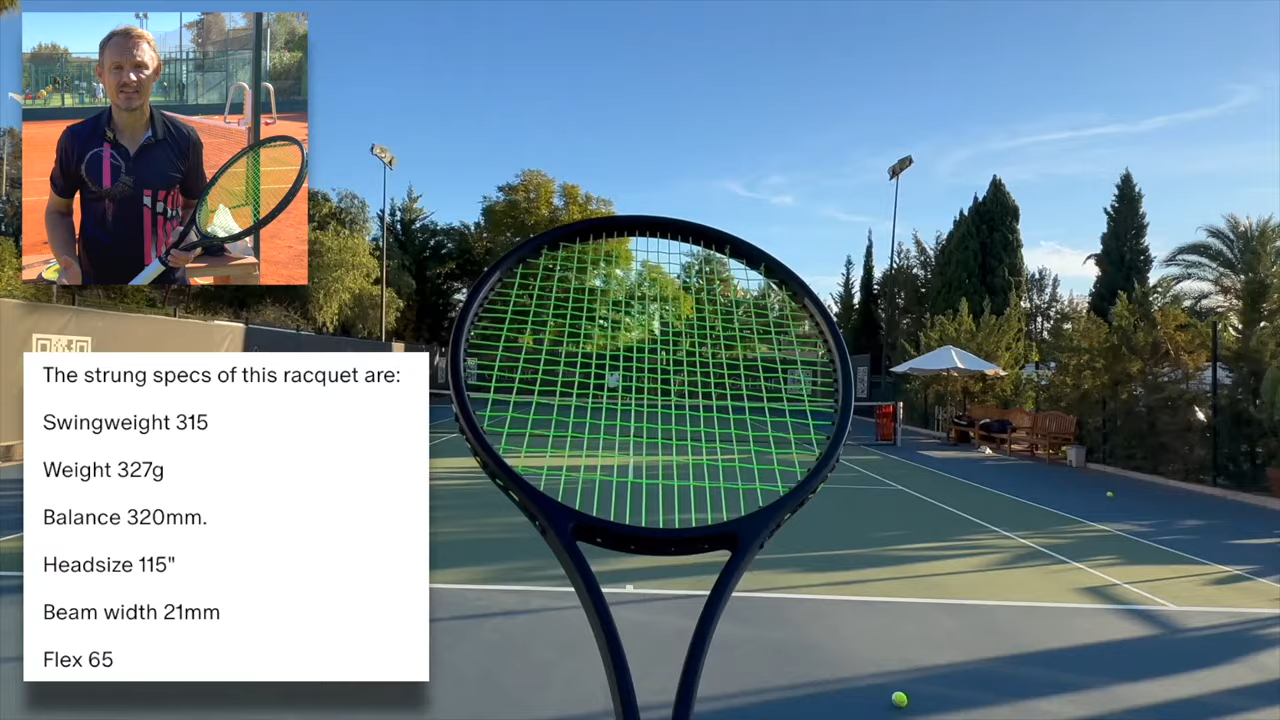 The strung specs of this racquet are:
Swingweight 315
Weight 327g
Balance 320mm.
Headsize 115"
Beam width 21mm
Flex 65